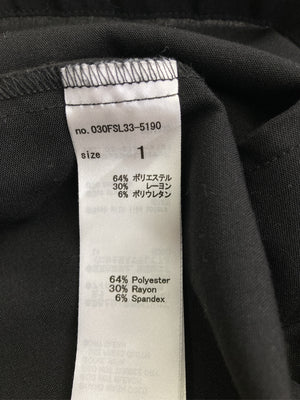 no. 030FSL33-5190
size 1
64% ポリエステル
30% レーヨン
6% ポリウレタン
64% Polyester
30% Rayon
6% Spandex